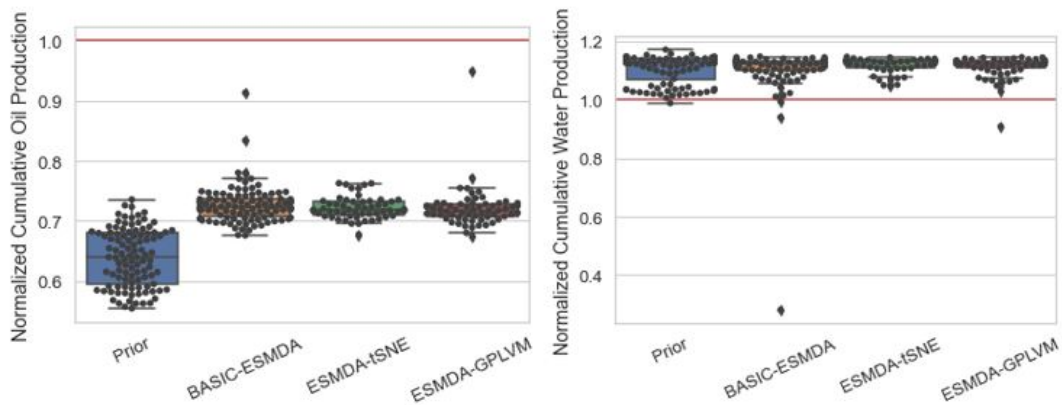 Normalized Cumulative Oil Production
1.0
0.9
0.8
0.7
0.6
Prior
BASIC-ESMDA
ESMDA-tSNE
ESMDA-GPLVM
Normalized Cumulative Water Production
1.2
1.0
0.8
0.6
0.4
Prior
BASIC-ESMDA
ESMDA-tSNE
ESMDA-GPLVM